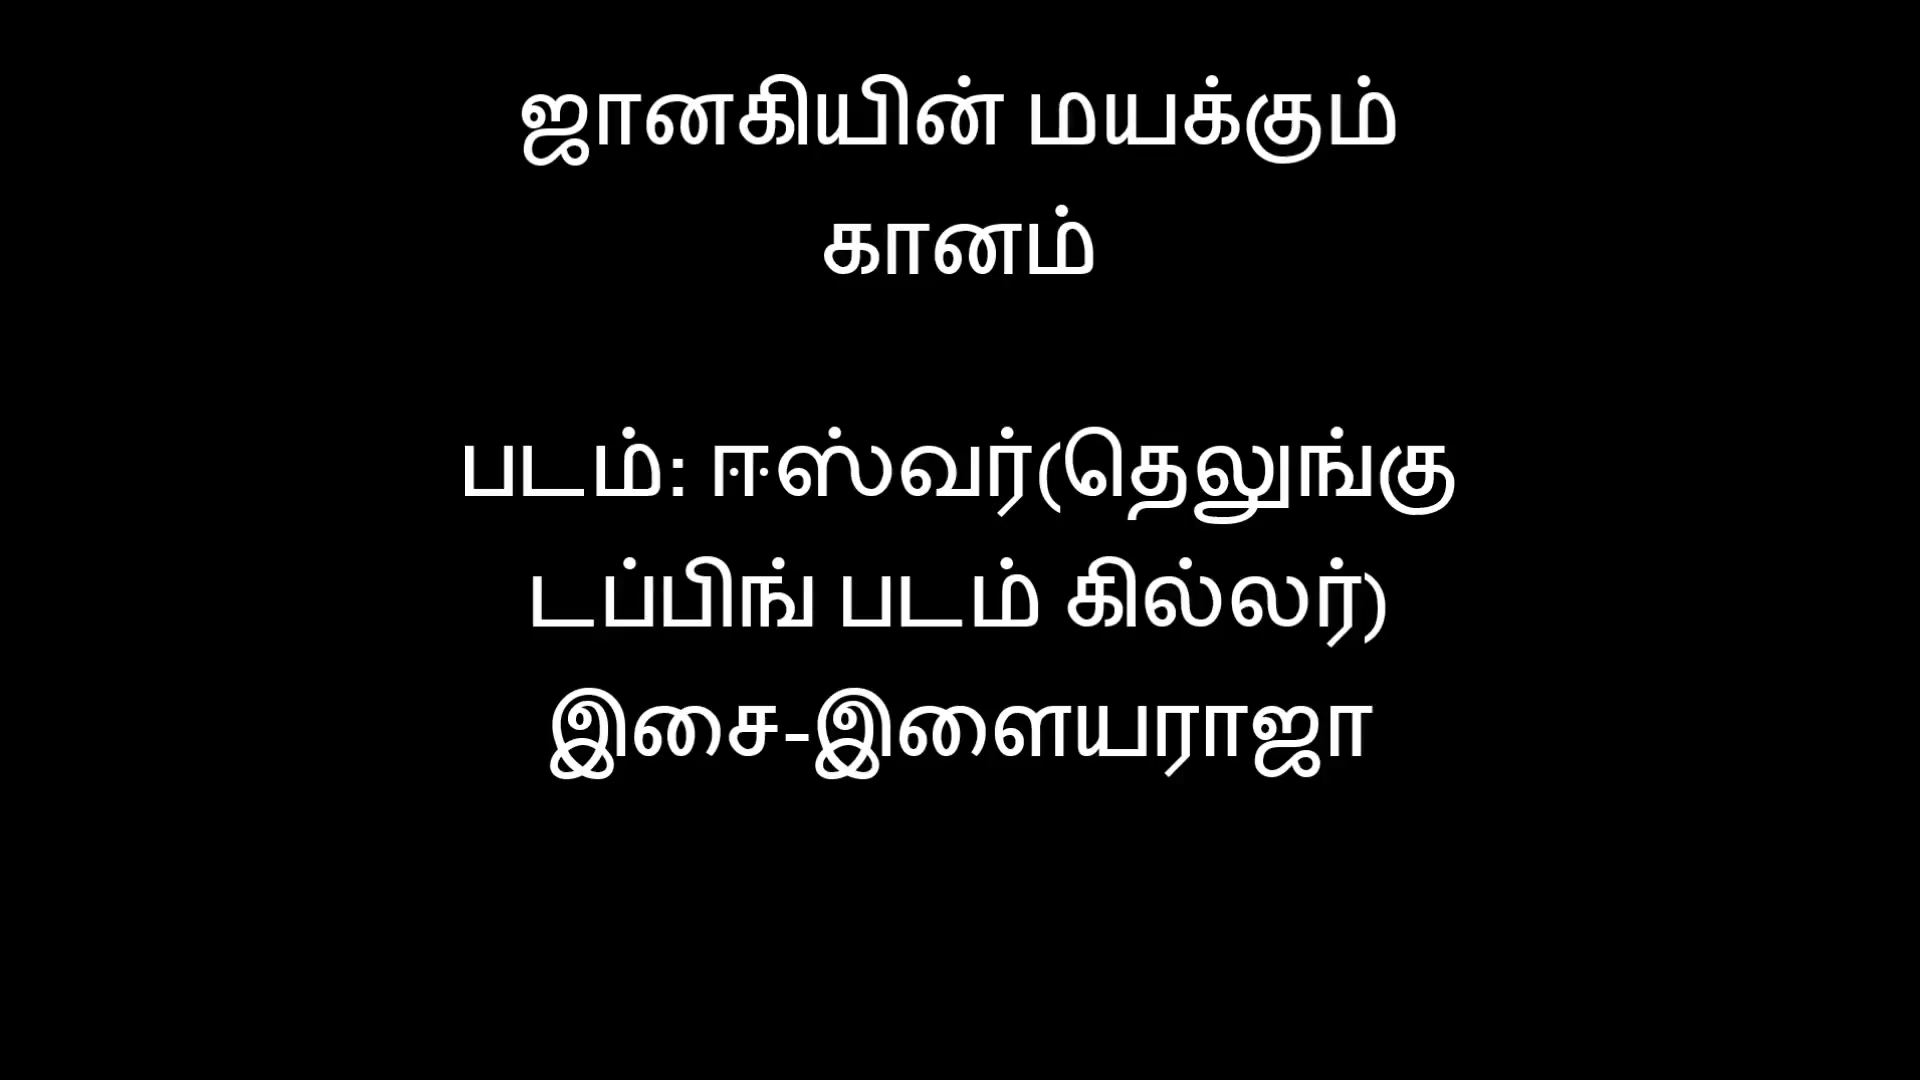 ஜானகியின் மயக்கும்
கானம்
படம்: ஈஸ்வர்(தெலுங்கு
டப்பிங் படம் கில்லர்)
இசை-இளையராஜா